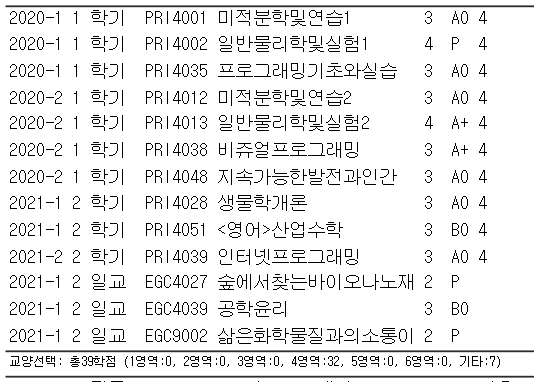 2020-1 1 학기 PRI4001 미적분학및연습1 3 A0 4
2020-1 1 학기 PRI4002 일반물리학및실험1 4 P 4
2020-1 1 학기 PRI4035 프로그래밍기초와실습 3 A0 4
2020-2 1 학기 PRI4012 미적분학및연습2 3 A0 4
2020-2 1 학기 PRI4013 일반물리학및실험2 4 A+ 4
2020-2 1 학기 PRI4038 비쥬얼프로그래밍 3 A+ 4
2020-2 1 학기 PRI4048 지속가능한발전과인간 3 A0 4
2021-1 2 학기 PRI4028 생물학개론 3 A0 4
2021-1 2 학기 PRI4051 <영어>산업수학 3 B0 4
2021-2 2 학기 PRI4039 인터넷프로그래밍 3 A0 4
2021-1 2 일교 EGC4027 숲에서찾는바이오나노재 2 P
2021-1 2 일교 EGC4039 공학윤리 3 B0
2021-1 2 일교 EGC9002 삶은화학물질과의소통이 2 P
교양선택: 총39학점 (1영역:0, 2영역:0, 3영역:0, 4영역:32, 5영역:0, 6영역:0, 기타:7)